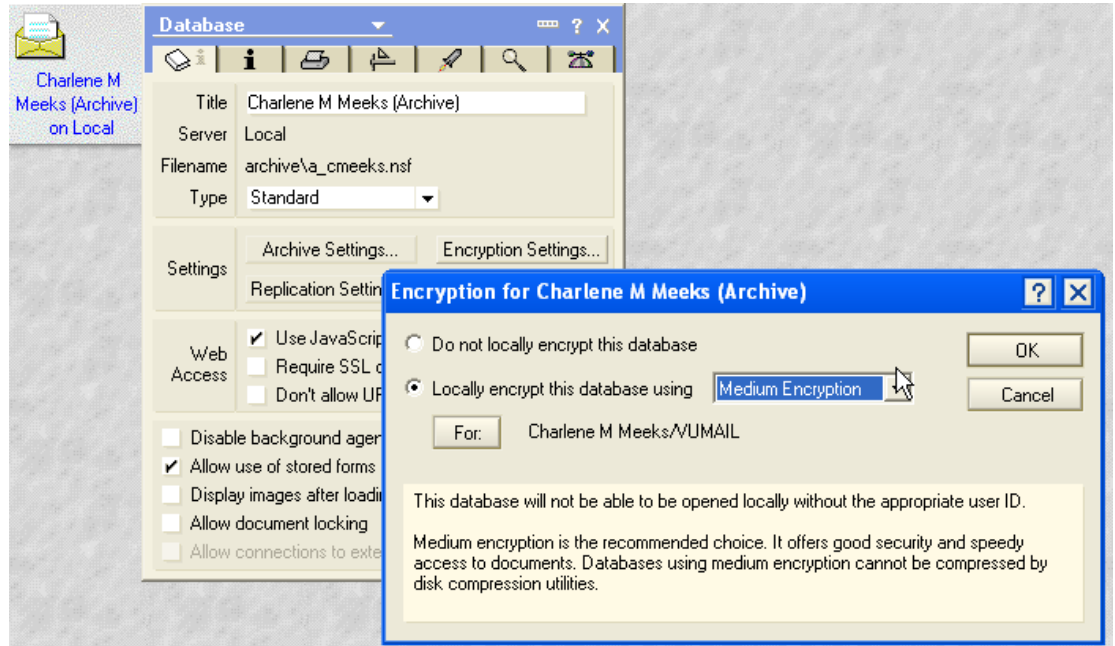 Charlene M
Meeks (Archive)
on Local
Database
? X
i i
Title Charlene M Meeks (Archive)
Server Local
Filename archive\a_cmeeks.nsf
Type Standard
Settings
Archive Settings... Encryption Settings...
Replication Settin
Web
Access
Use JavaScrip
Require SSL c
Don't allow UF
Disable background ager
Allow use of stored forms
Display images after loadi
Allow document locking
Allow connections to exte
Encryption for Charlene M Meeks (Archive)
? X
Do not locally encrypt this database
Locally encrypt this database using Medium Encryption
For: Charlene M Meeks/VUMAIL
OK
Cancel
This database will not be able to be opened locally without the appropriate user ID.
Medium encryption is the recommended choice. It offers good security and speedy
access to documents. Databases using medium encryption cannot be compressed by
disk compression utilities.